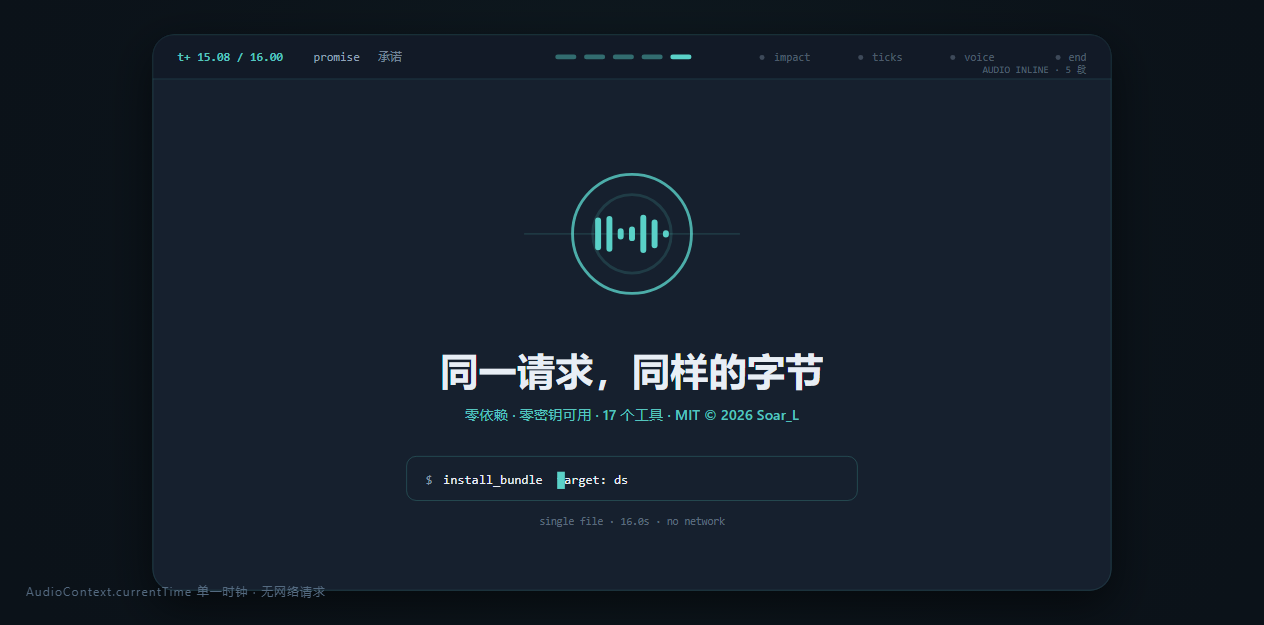 t+ 15.08 / 16.00 promise 承诺 impact ticks voice end
AUDIO INLINE · 5 段
同一请求，同样的字节
零依赖 · 零密钥可用 · 17 个工具 · MIT © 2026 Soar_L
$ install_bundle arget: ds
single file · 16.0s · no network
AudioContext.currentTime 单一时钟 · 无网络请求